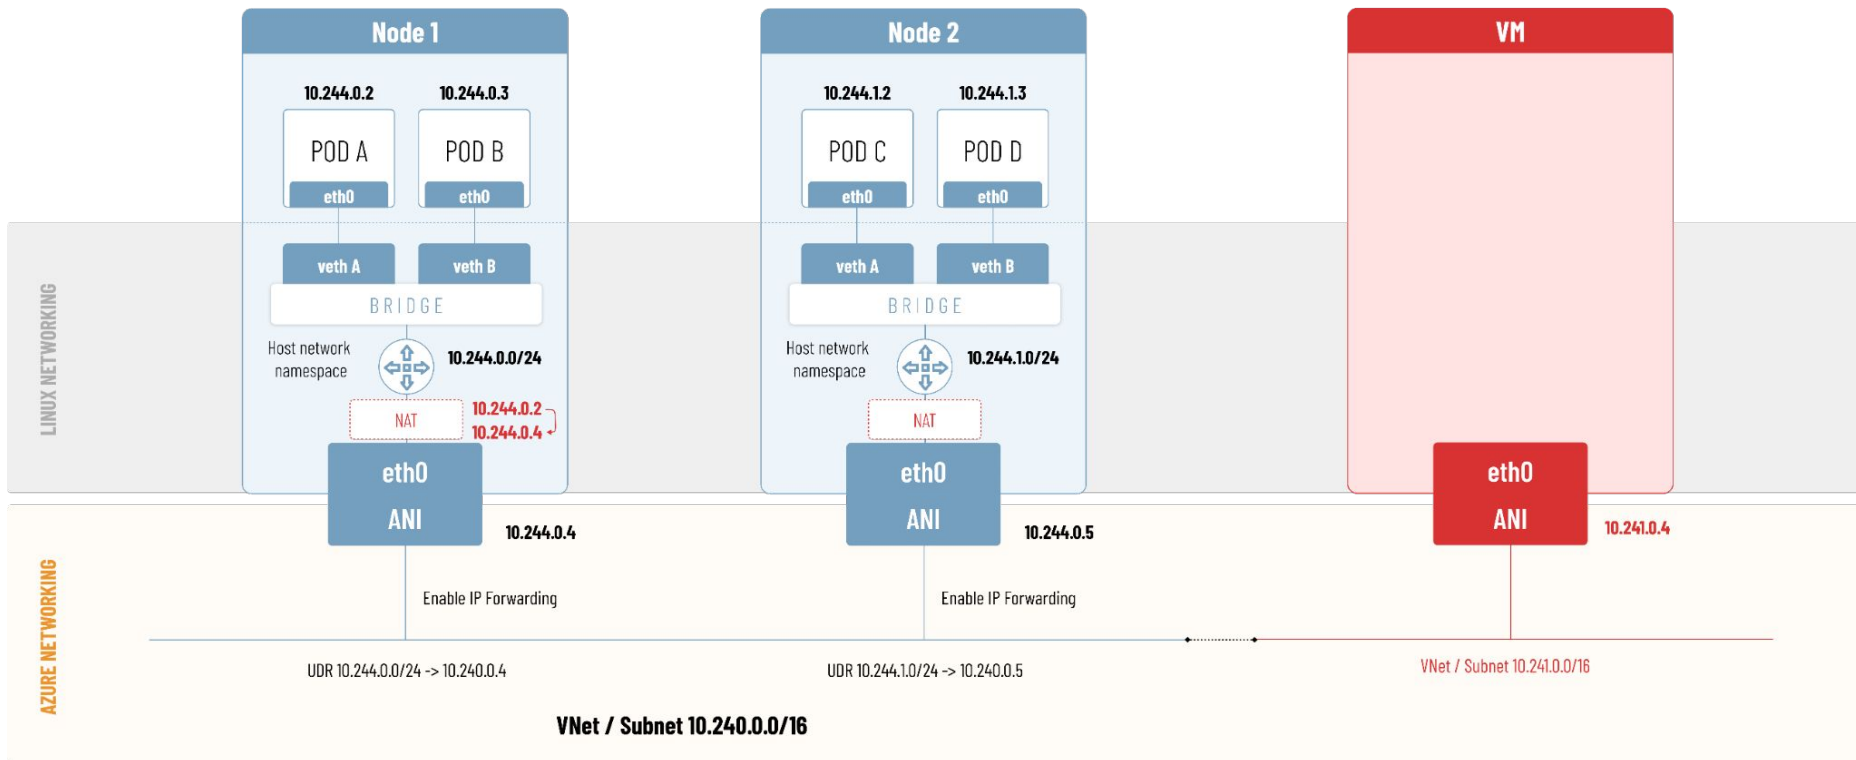 Node 1
Node 2
VM
10.244.0.2
10.244.0.3
10.244.1.2
10.244.1.3
POD A
POD B
POD C
POD D
eth0
eth0
eth0
eth0
LINUX NETWORKING
veth A
veth B
veth A
veth B
BRIDGE
BRIDGE
Host network
namespace
10.244.0.0/24
Host network
namespace
10.244.1.0/24
NAT
10.244.0.2
10.244.0.4
NAT
eth0
ANI
10.244.0.4
eth0
ANI
10.244.0.5
eth0
ANI
10.241.0.4
AZURE NETWORKING
Enable IP Forwarding
Enable IP Forwarding
UDR 10.244.0.0/24 -> 10.240.0.4
UDR 10.244.1.0/24 -> 10.240.0.5
VNet / Subnet 10.241.0.0/16
VNet / Subnet 10.240.0.0/16